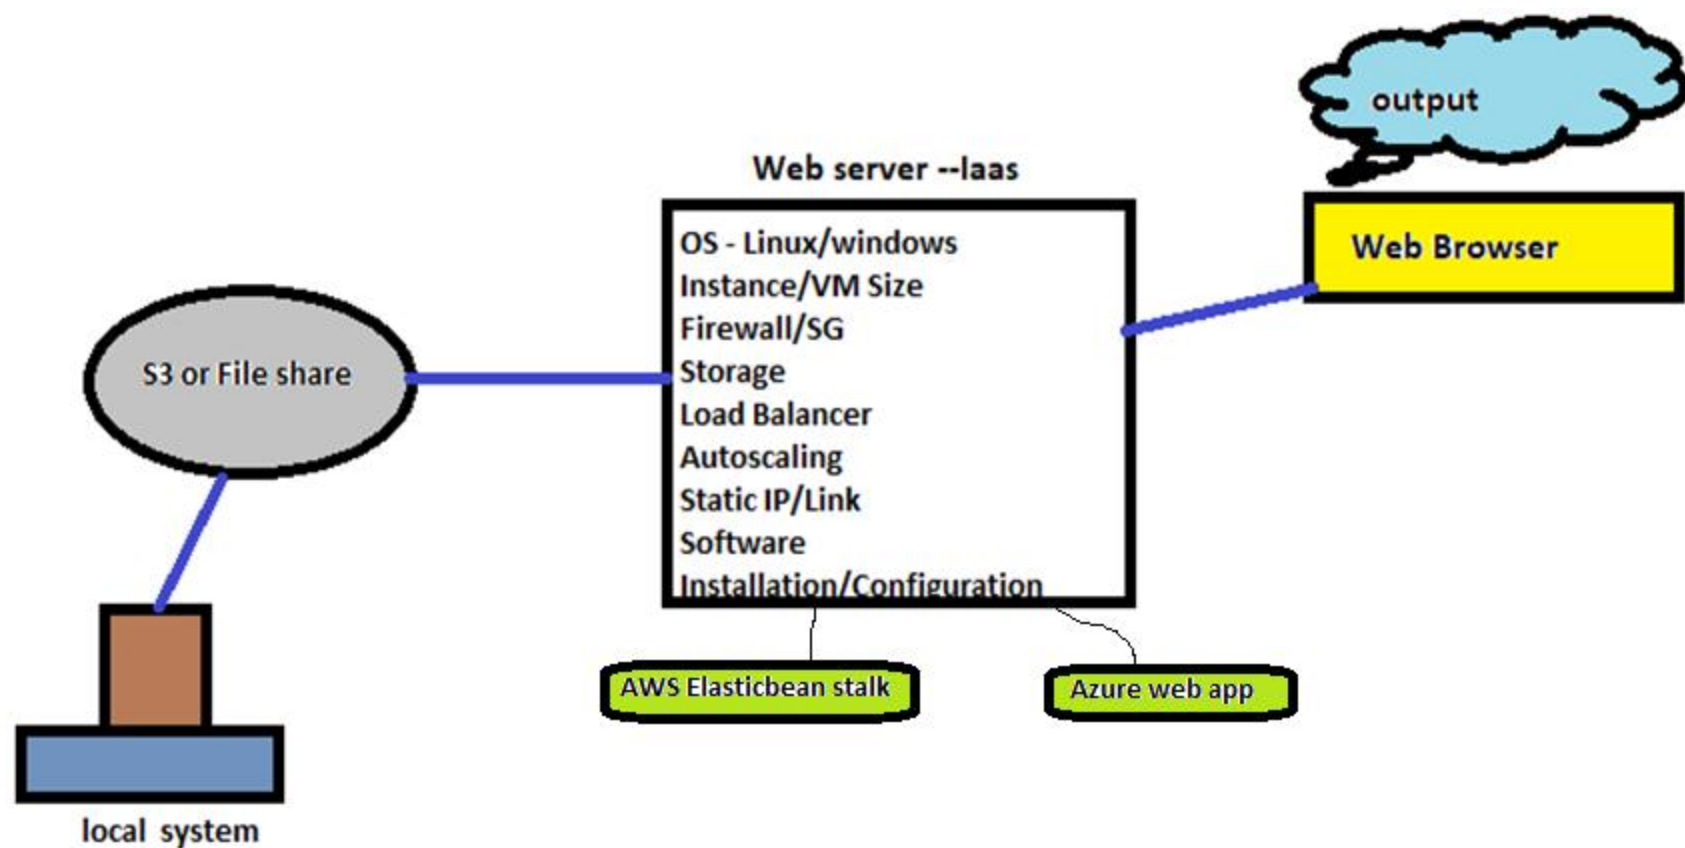 output
Web server --Iaas
Web Browser
OS - Linux/windows
Instance/VM Size
Firewall/SG
Storage
Load Balancer
Autoscaling
Static IP/Link
Software
Installation/Configuration
S3 or File share
AWS Elasticbean stalk
Azure web app
local system